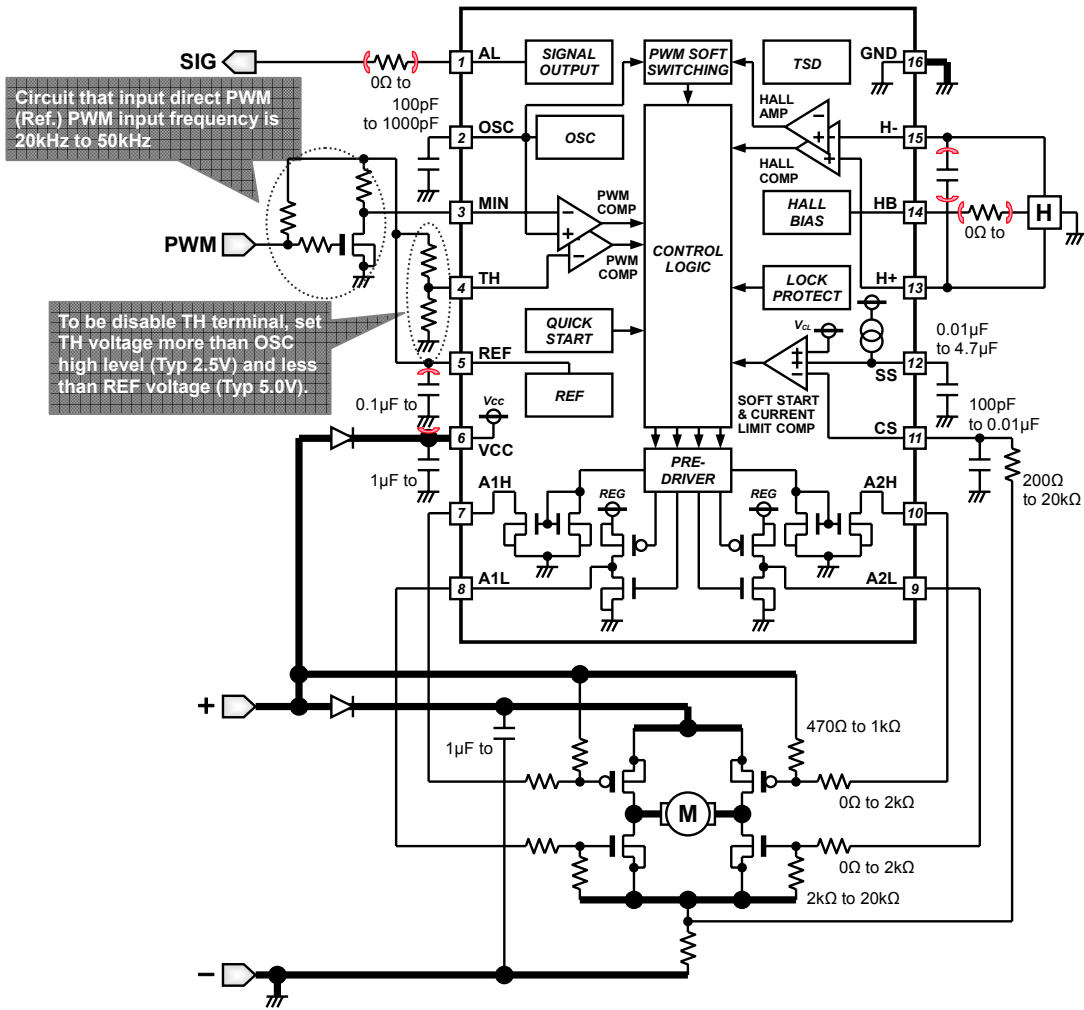 SIG
0Ω to
1
AL
SIGNAL
OUTPUT
PWM SOFT
SWITCHING
TSD
GND
16
Circuit that input direct PWM
(Ref.) PWM input frequency is
20kHz to 50kHz
100pF
to 1000pF
2
OSC
OSC
HALL
AMP
HALL
COMP
H-
15
PWM
3
MIN
PWM
COMP
PWM
COMP
CONTROL
LOGIC
HALL
BIAS
HB
14
0Ω to
H
4
TH
LOCK
PROTECT
H+
13
To be disable TH terminal, set
TH voltage more than OSC
high level (Typ 2.5V) and less
than REF voltage (Typ 5.0V).
QUICK
START
VCL
SS
12
0.01µF
to 4.7µF
5
REF
REF
0.1µF to
SOFT START
& CURRENT
LIMIT COMP
CS
11
100pF
to 0.01µF
6
VCC
Vcc
1µF to
200Ω
to 20kΩ
PRE-
DRIVER
A1H
7
REG
REG
A2H
10
8
A1L
A2L
9
+
1µF to
470Ω to 1kΩ
0Ω to 2kΩ
M
0Ω to 2kΩ
2kΩ to 20kΩ
−